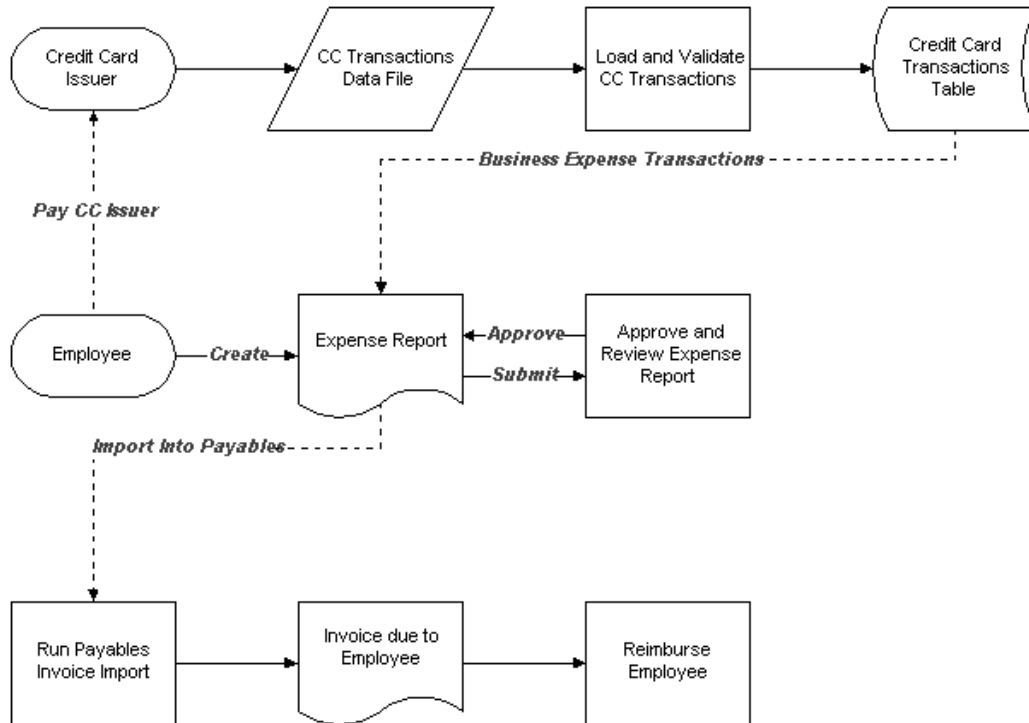 Credit Card
Issuer
CC Transactions
Data File
Load and Validate
CC Transactions
Credit Card
Transactions
Table
Business Expense Transactions
Pay CC Issuer
Employee
Create
Expense Report
Approve
Submit
Approve and
Review Expense
Report
Import Into Payables
Run Payables
Invoice Import
Invoice due to
Employee
Reimburse
Employee